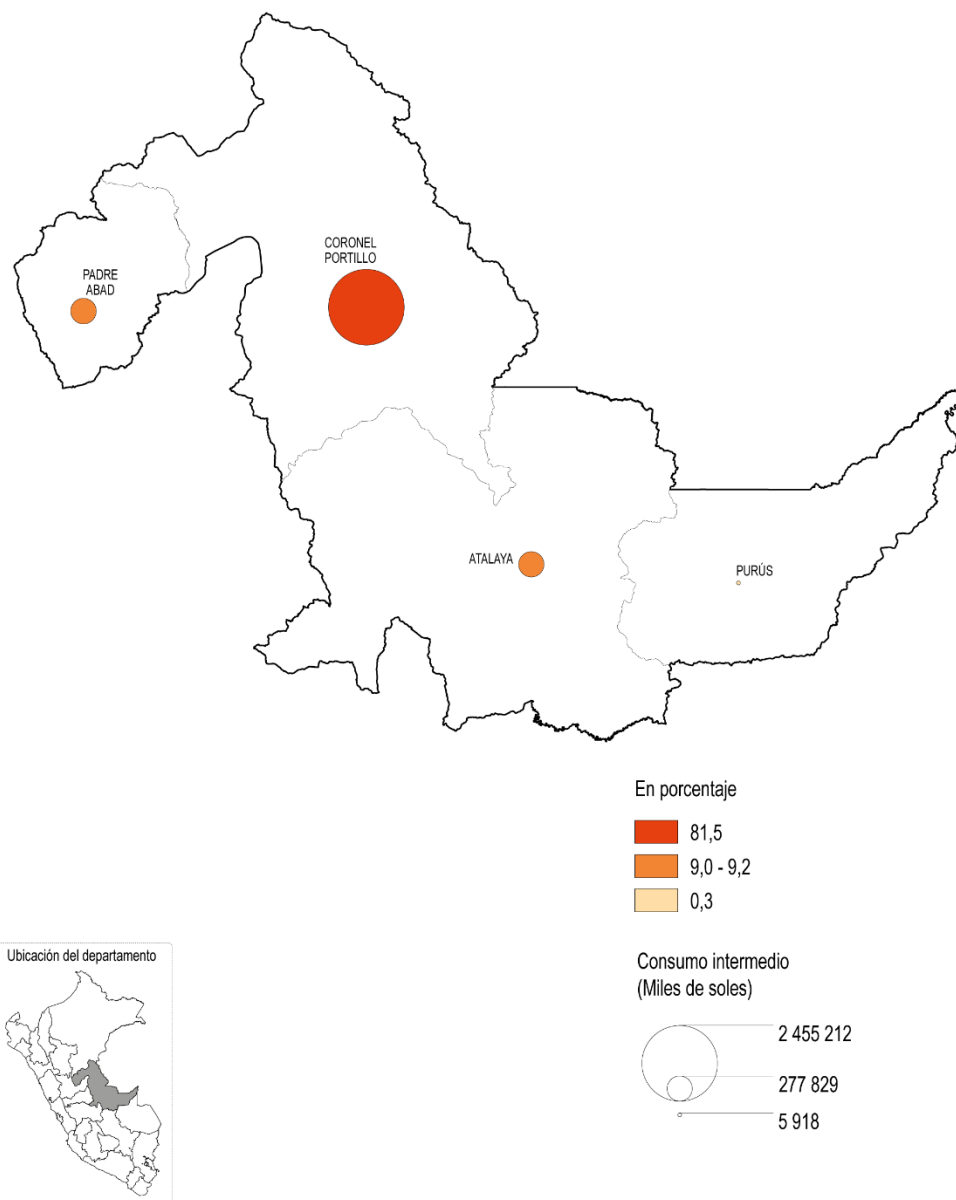 CORONEL
PORTILLO
PADRE
ABAD
ATALAYA
PURÚS
En porcentaje
81,5
9,0 - 9,2
0,3
Ubicación del departamento
Consumo intermedio
(Miles de soles)
2 455 212
277 829
5 918